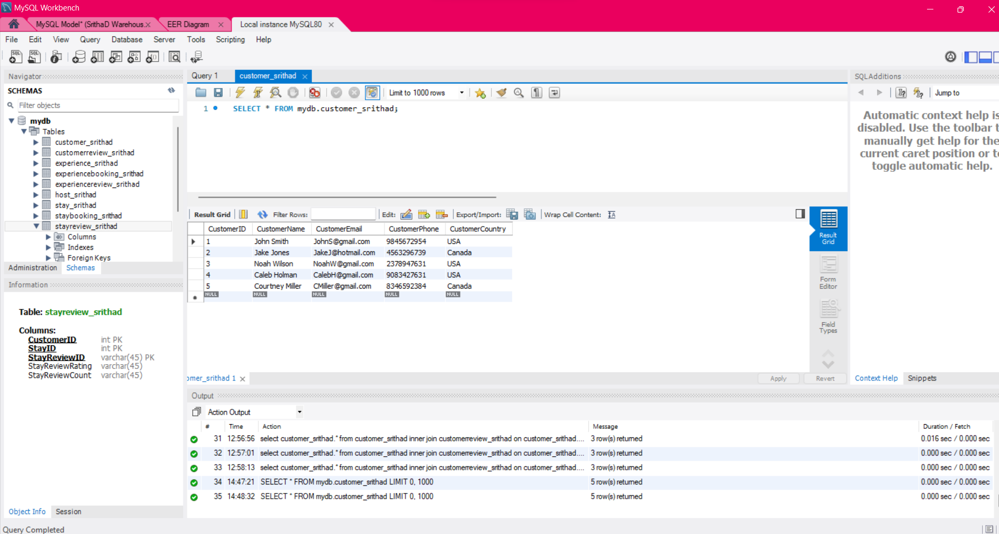 MySQL Workbench
MySQL Model* (SrithaD Warehous.× EER Diagram × Local instance MySQL80 ×
File Edit View Query Database Server Tools Scripting Help
Navigator
SCHEMAS
Filter objects
mydb
Tables
customer_srithad
customerreview_srithad
experience_srithad
experiencebooking_srithad
experiencereview_srithad
host_srithad
stay_srithad
staybooking_srithad
stayreview_srithad
Columns
Indexes
Foreign Keys
Administration Schemas
Information
Table: stayreview_srithad
Columns:
CustomerID int PK
StayID int PK
StayReviewID varchar(45) PK
StayReviewRating varchar(45)
StayReviewCount varchar(45)
Object Info Session
Query Completed
Query 1 customer_srithad ×
Limit to 1000 rows
1 SELECT * FROM mydb.customer_srithad;
Result Grid Filter Rows: Edit: Export/Import: Wrap Cell Content:
CustomerID CustomerName CustomerEmail CustomerPhone CustomerCountry
1 John Smith JohnS@gmail.com 9845672954 USA
2 Jake Jones JakeJ@hotmail.com 4563296739 Canada
3 Noah Wilson NoahW@gmail.com 2378947631 USA
4 Caleb Holman CalebH@gmail.com 9083427631 USA
5 Courtney Miller CMiller@gmail.com 8346592384 Canada
NULL NULL NULL NULL NULL
Result
Grid
Form
Editor
Field
Types
omer_srithad 1 × Apply Revert
SQLAdditions
Jump to
Automatic context help is
disabled. Use the toolbar t
manually get help for the
current caret position or to
toggle automatic help.
Context Help Snippets
Output
Action Output
# Time Action Message Duration / Fetch
31 12:56:56 select customer_srithad.* from customer_srithad inner join customerreview_srithad on customer_srithad.... 3 row(s) returned 0.016 sec / 0.000 sec
32 12:57:01 select customer_srithad.* from customer_srithad inner join customerreview_srithad on customer_srithad.... 3 row(s) returned 0.000 sec / 0.000 sec
33 12:58:13 select customer_srithad.* from customer_srithad inner join customerreview_srithad on customer_srithad.... 3 row(s) returned 0.000 sec / 0.000 sec
34 14:47:21 SELECT * FROM mydb.customer_srithad LIMIT 0, 1000 5 row(s) returned 0.000 sec / 0.000 sec
35 14:48:32 SELECT * FROM mydb.customer_srithad LIMIT 0, 1000 5 row(s) returned 0.000 sec / 0.000 sec